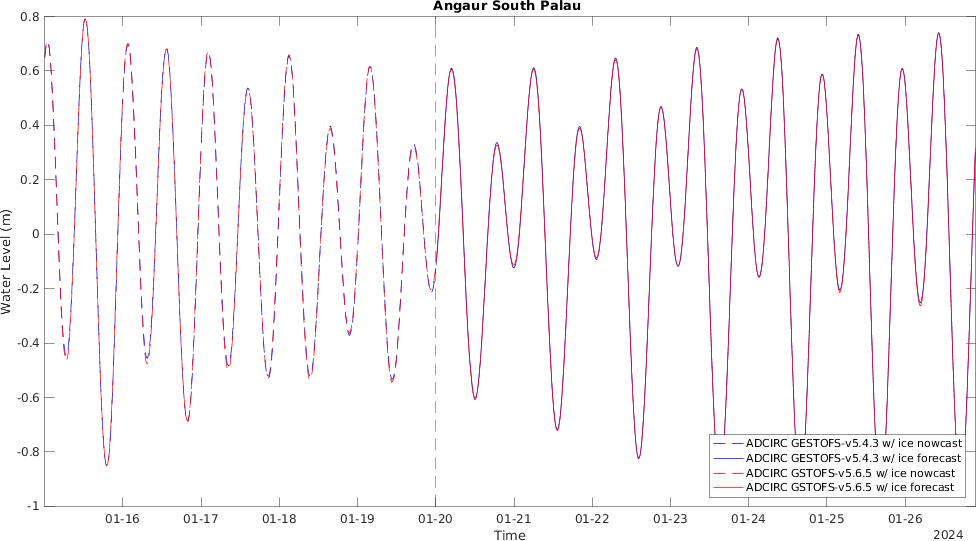 Angaur South Palau
0.8
0.6
0.4
0.2
0
-0.2
-0.4
-0.6
-0.8
-1
Water Level (m)
ADCIRC GESTOFS-v5.4.3 w/ ice nowcast
ADCIRC GESTOFS-v5.4.3 w/ ice forecast
ADCIRC GSTOFS-v5.6.5 w/ ice nowcast
ADCIRC GSTOFS-v5.6.5 w/ ice forecast
01-16 01-17 01-18 01-19 01-20 01-21 01-22 01-23 01-24 01-25 01-26
Time
2024